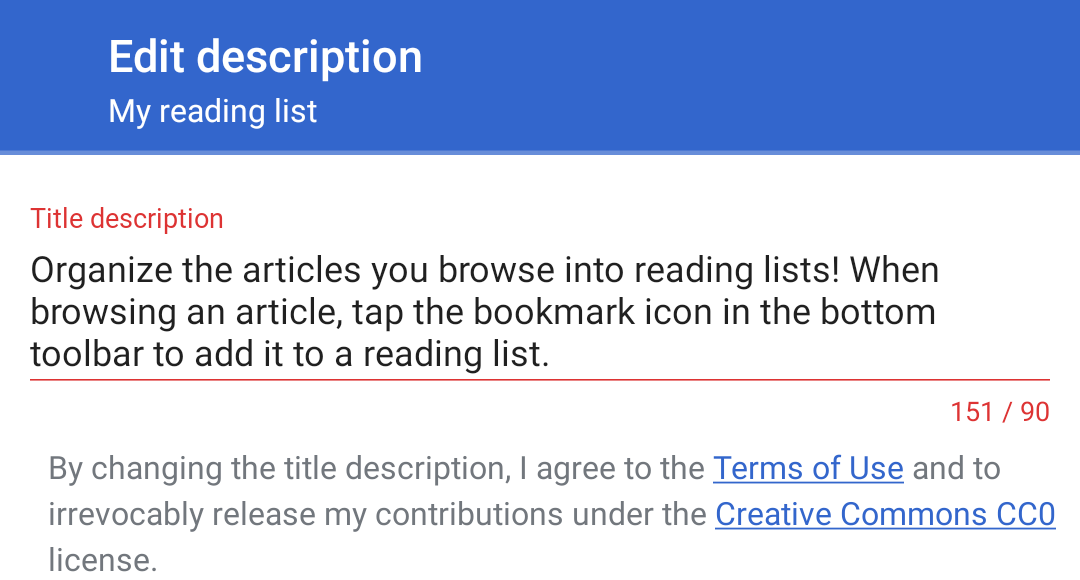 Edit description
My reading list
Title description
Organize the articles you browse into reading lists! When
browsing an article, tap the bookmark icon in the bottom
toolbar to add it to a reading list.
151 / 90
By changing the title description, I agree to the Terms of Use and to
irrevocably release my contributions under the Creative Commons CC0
license.